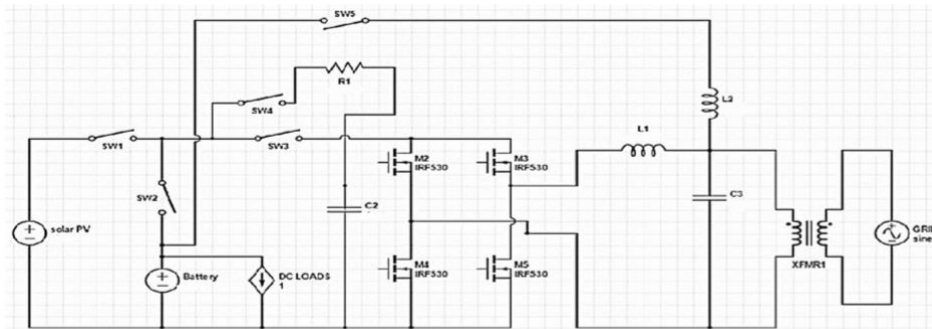 SW5
R1
SW4
L2
L1
SW1
SW3
M2
IRF530
M3
IRF530
SW2
C2
C3
solar PV
GRI
sine
XFMR1
Battery
DC LOADS
1
M4
IRF530
M5
IRF530